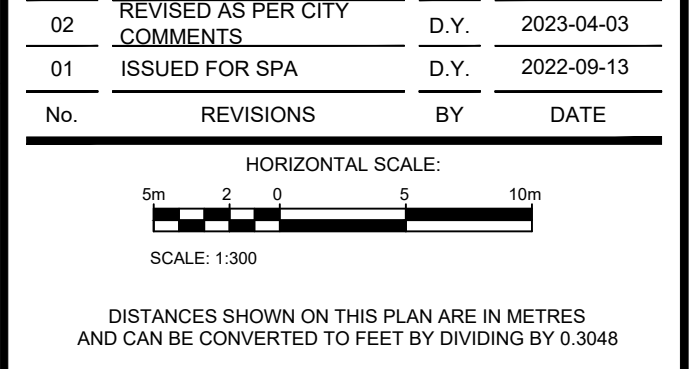 02 REVISED AS PER CITY COMMENTS D.Y. 2023-04-03
01 ISSUED FOR SPA D.Y. 2022-09-13
No. REVISIONS BY DATE
HORIZONTAL SCALE:
5m 2 0 5 10m
SCALE: 1:300
DISTANCES SHOWN ON THIS PLAN ARE IN METRES
AND CAN BE CONVERTED TO FEET BY DIVIDING BY 0.3048